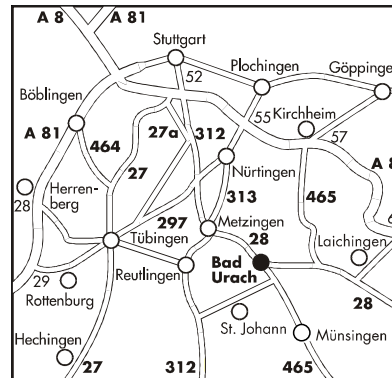 A 8
A 81
Stuttgart
52
Plochingen
Göppinge
Böblingen
55
Kirchheim
A 81
464
27a
312
57
27
Nürtingen
A 8
28
Herren-
berg
313
465
297
Metzingen
Tübingen
28
Laichingen
29
Reutlingen
Bad
Urach
Rottenburg
28
St. Johann
Münsingen
Hechingen
27
312
465